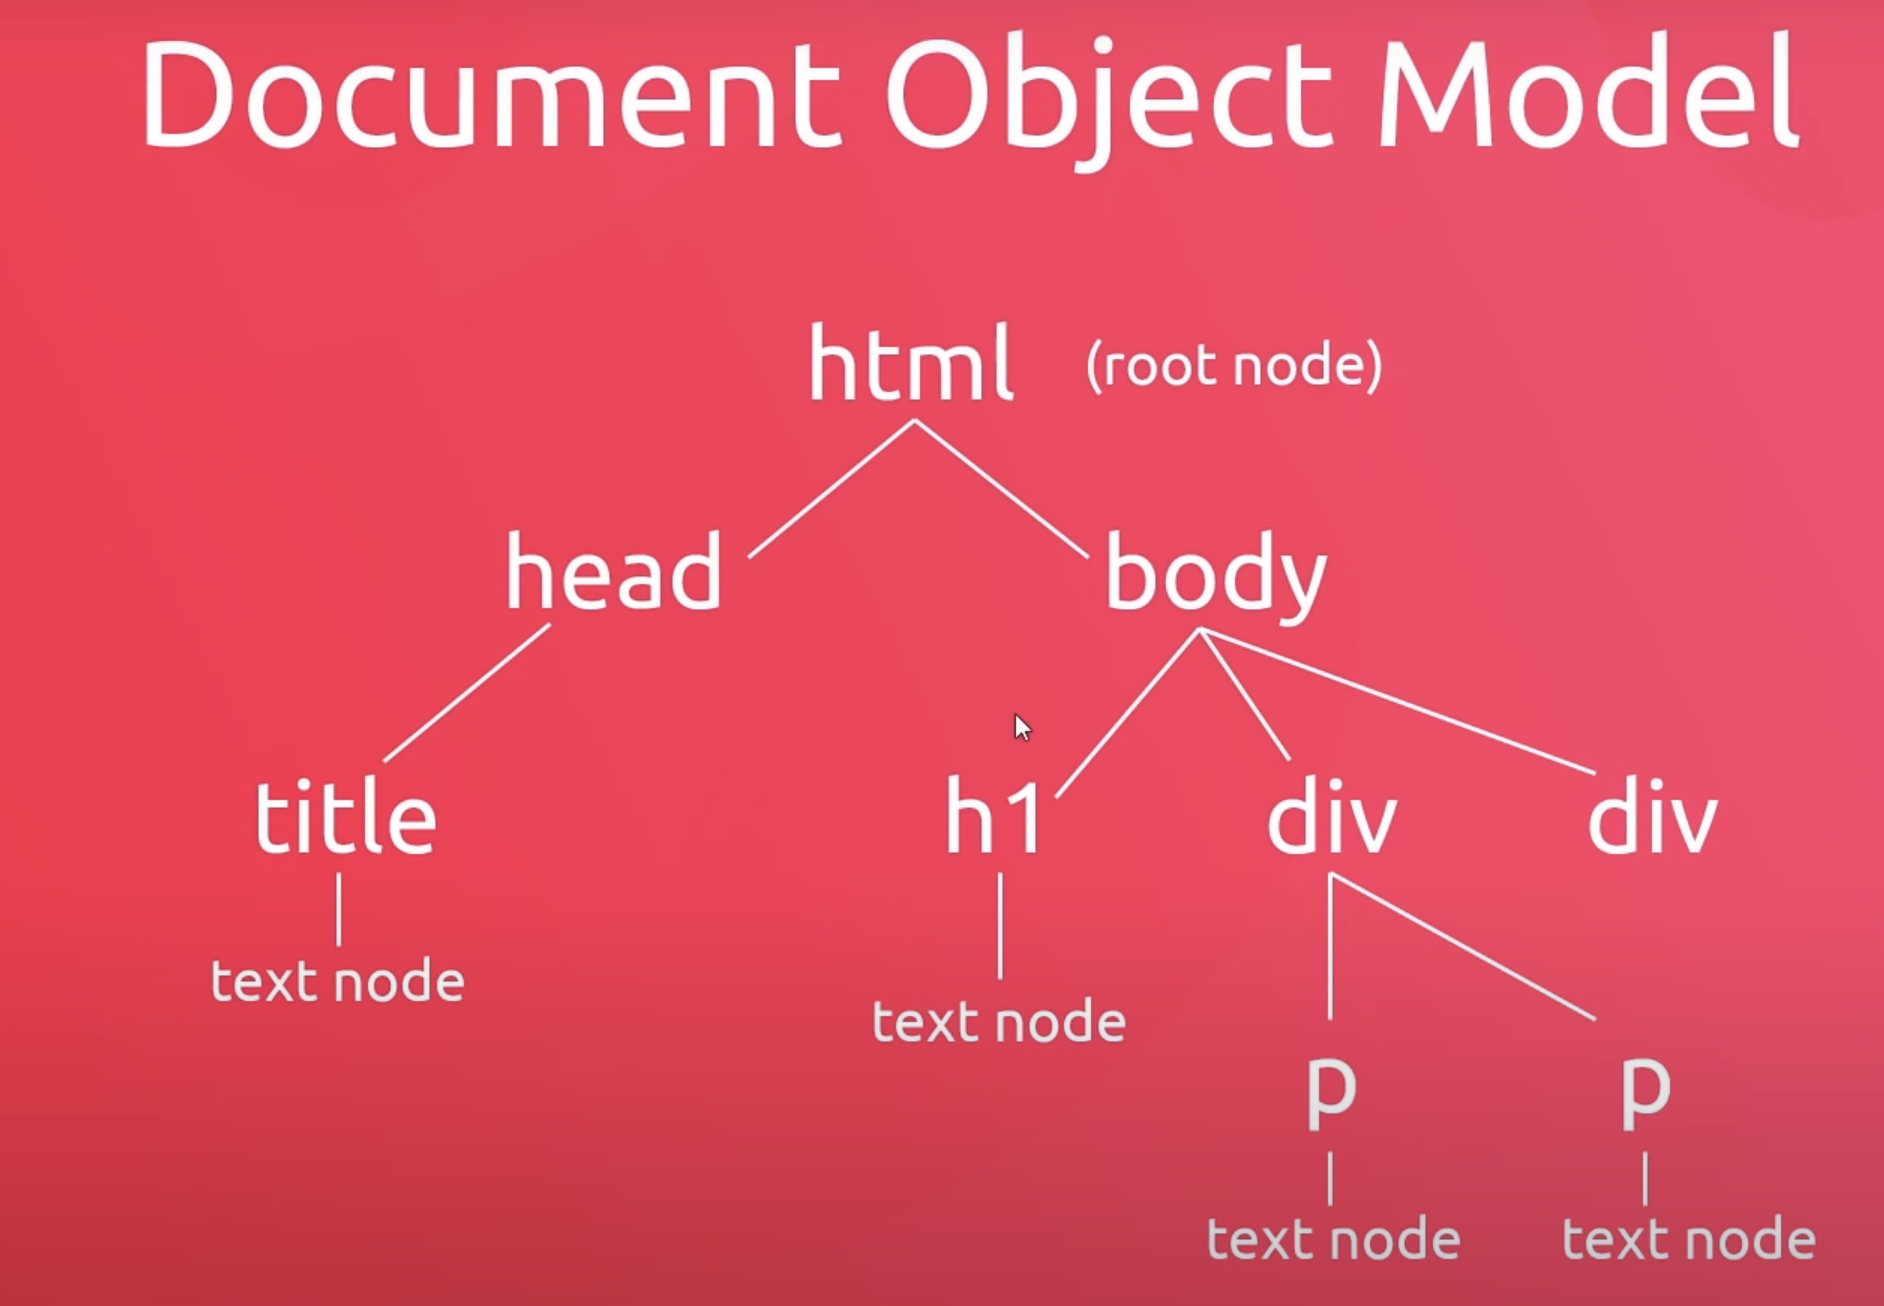 Document Object Model
html (root node)
head body
title h1 div div
text node
text node
p p
text node text node